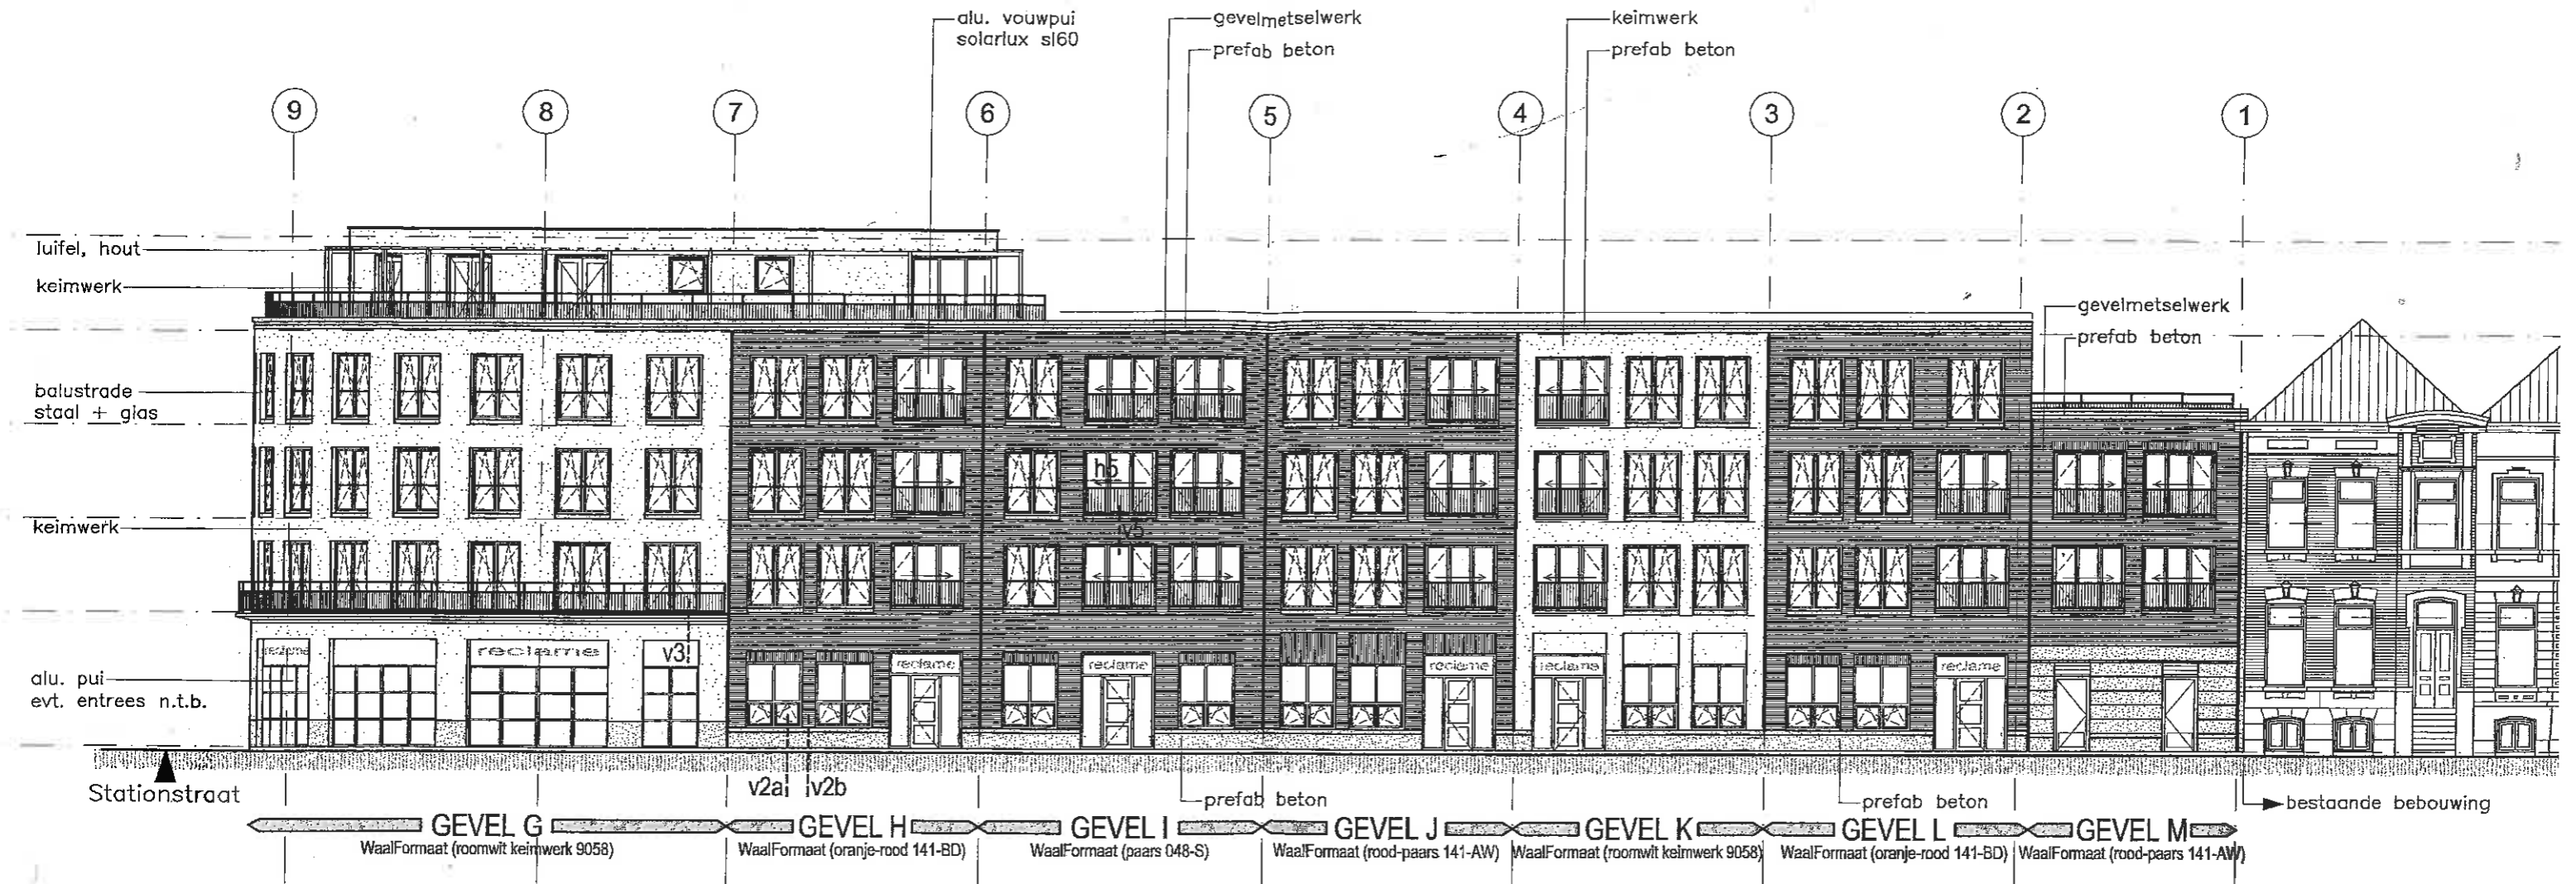 alu. vouwpui
solarlux sl60
gevelmetselwerk
prefab beton
keimwerk
prefab beton
9
8
7
6
5
4
3
2
1
luifel, hout
keimwerk
gevelmetselwerk
prefab beton
balustrade
staal + glas
h5
v5
keimwerk
reclame
reclame
v3
reclame
reclame
reclame
reclame
reclame
alu. pui
evt. entrees n.t.b.
Stationstraat
v2a
v2b
prefab beton
prefab beton
bestaande bebouwing
GEVEL G
WaalFormaat (roomwit keimwerk 9058)
GEVEL H
WaalFormaat (oranje-rood 141-BD)
GEVEL I
WaalFormaat (paars 048-S)
GEVEL J
WaalFormaat (rood-paars 141-AW)
GEVEL K
WaalFormaat (roomwit keimwerk 9058)
GEVEL L
WaalFormaat (oranje-rood 141-BD)
GEVEL M
WaalFormaat (rood-paars 141-AW)